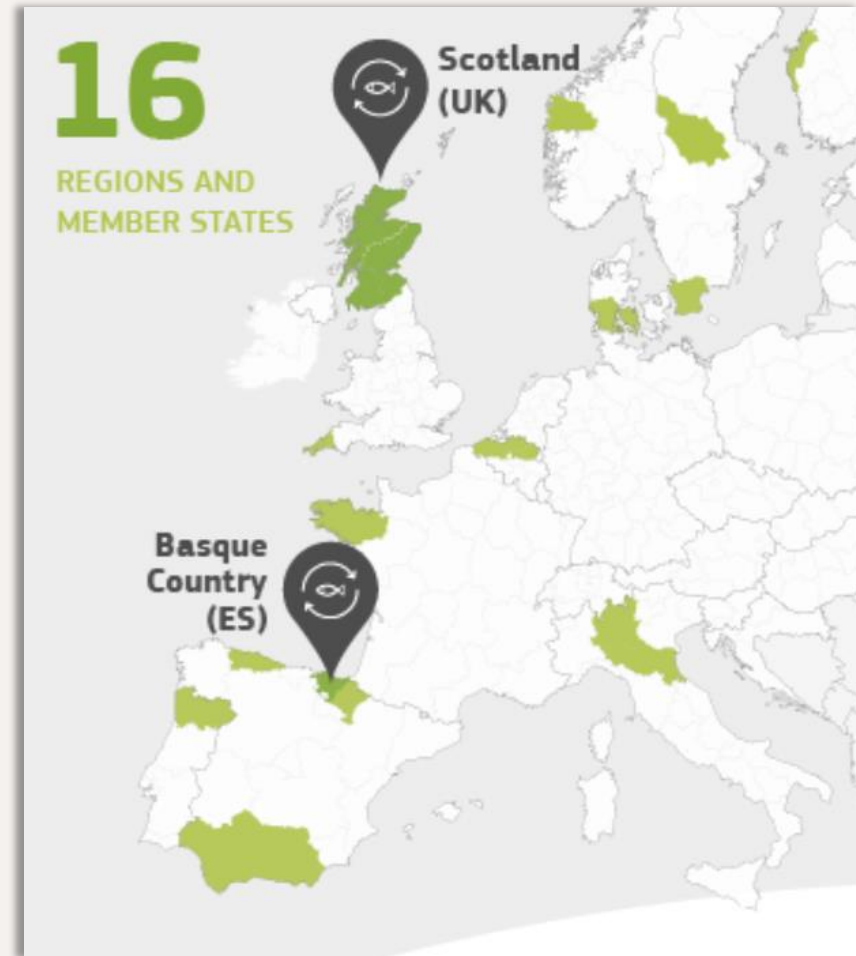 16
REGIONS AND
MEMBER STATES
Scotland
(UK)
Basque
Country
(ES)